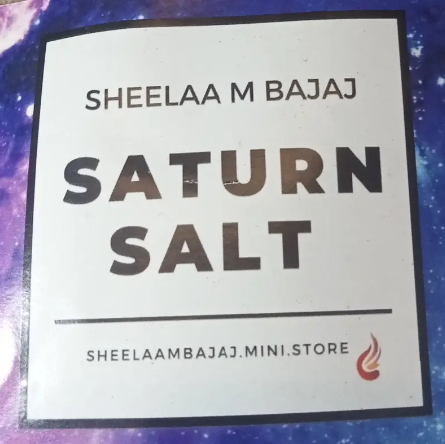 SHEELAA M BAJAJ
SATURN
SALT
SHEELAAMBAJAJ.MINI.STORE